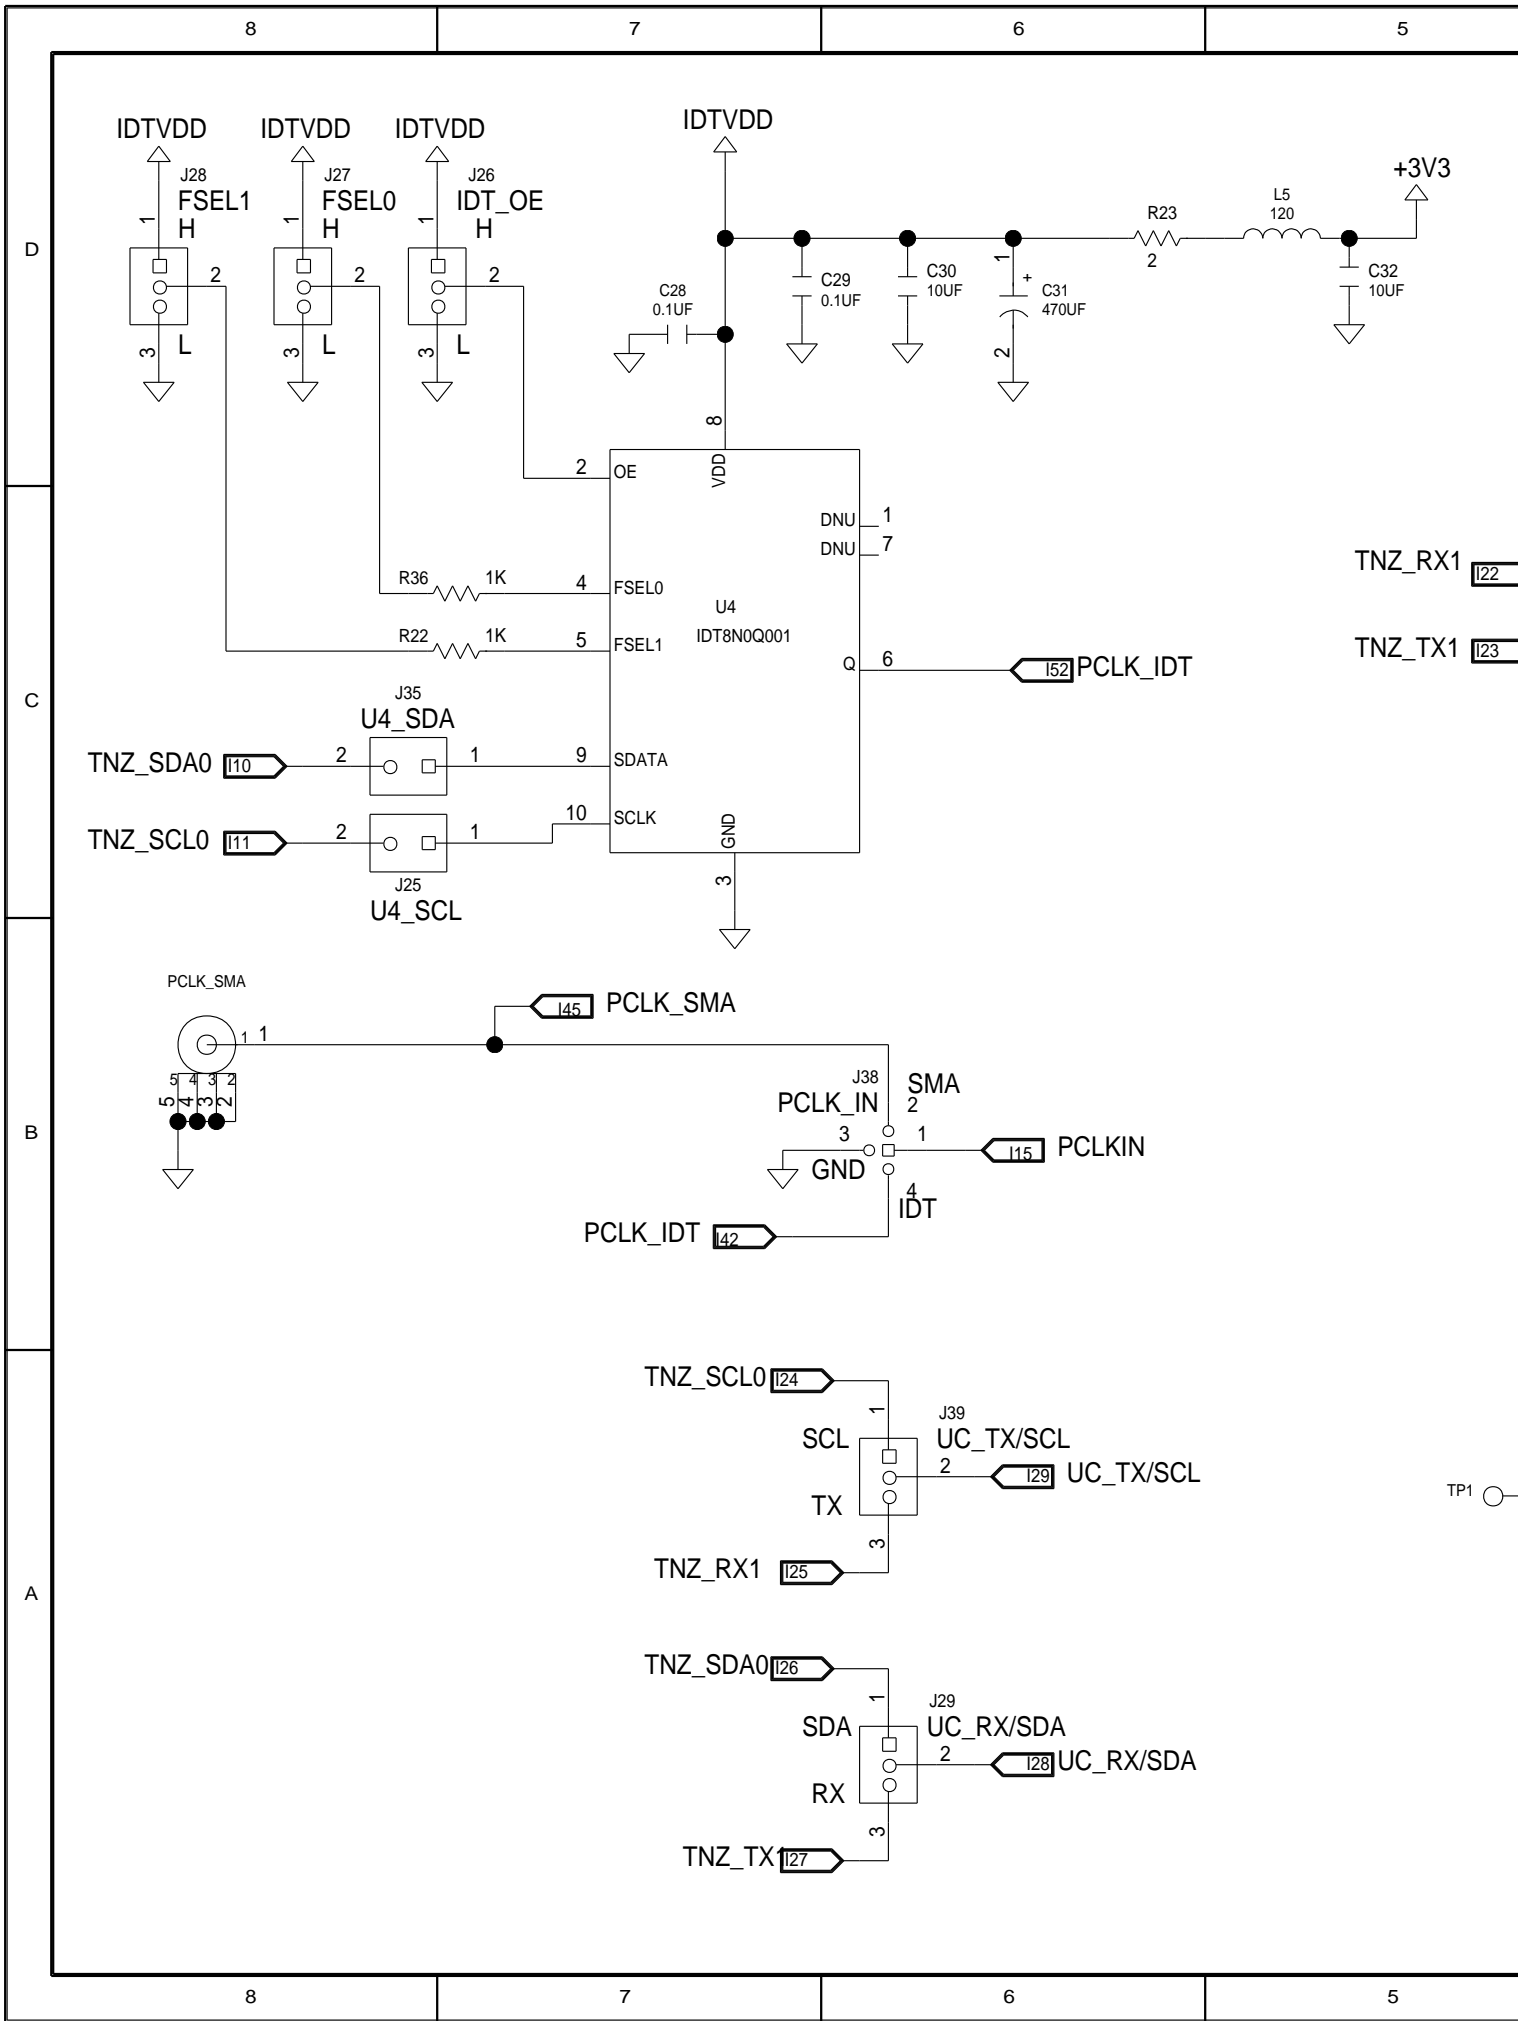 8 7 6 5
IDTVDD IDTVDD IDTVDD IDTVDD
+3V3
J28
FSEL1
H
1
2
3
L
J27
FSEL0
H
1
2
3
L
J26
IDT_OE
H
1
2
3
L
D
C28
0.1UF
C29
0.1UF
C30
10UF
1
+
C31
470UF
2
R23
2
L5
120
C32
10UF
8
VDD
2 OE
DNU 1
DNU 7
R36 1K 4 FSEL0
R22 1K 5 FSEL1
U4
IDT8N0Q001
Q 6 I52 PCLK_IDT
TNZ_RX1 I22
TNZ_TX1 I23
C
J35
U4_SDA
TNZ_SDA0 I10 2 1 9 SDATA
TNZ_SCL0 I11 2 1 10 SCLK
J25
U4_SCL
GND
3
PCLK_SMA
1 1
5 4 3 2
5 4 3 2
I45 PCLK_SMA
B
J38
PCLK_IN
SMA
2
3
GND
1 I15 PCLKIN
4
IDT
PCLK_IDT I42
TNZ_SCL0 I24
1
SCL
J39
UC_TX/SCL
2 I29 UC_TX/SCL
TX
3
TNZ_RX1 I25
TP1
A
TNZ_SDA0 I26
1
SDA
J29
UC_RX/SDA
2 I28 UC_RX/SDA
RX
3
TNZ_TX1 I27
8 7 6 5